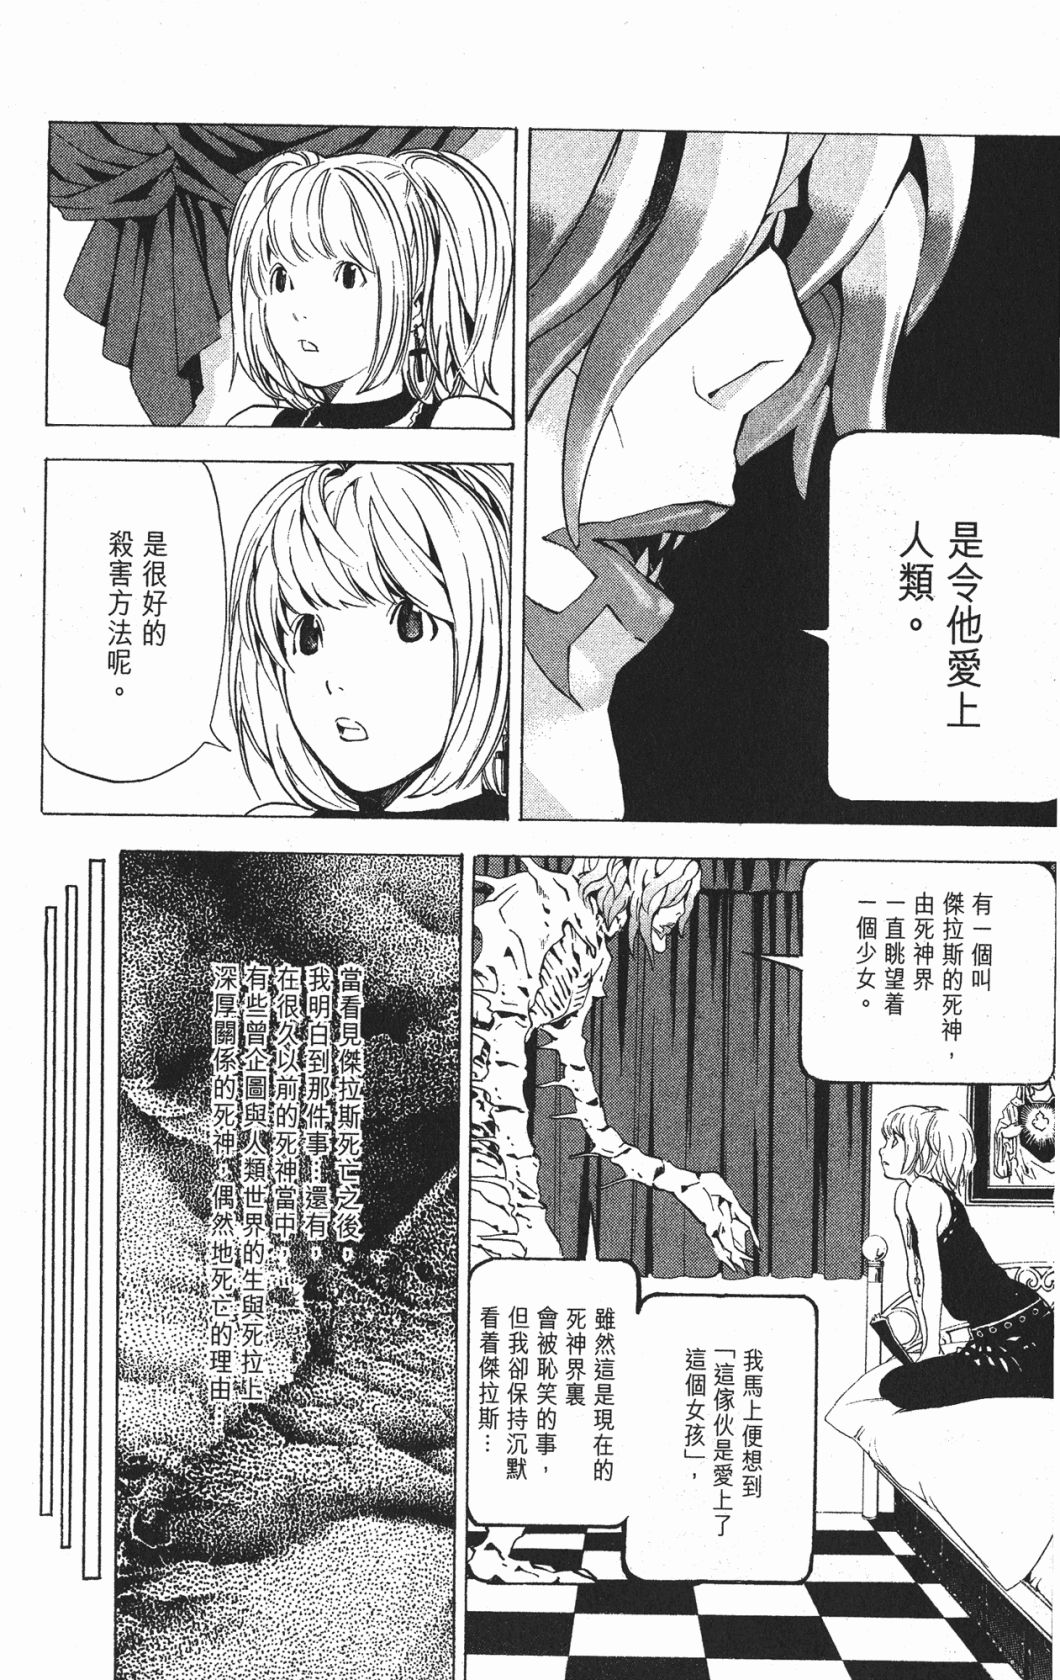 是令他愛上
人類。
是很好的
殺害方法呢。
有一個叫
傑拉斯的死神，
由死神界
一直眺望着
一個少女。
我馬上便想到
「這傢伙是愛上了
這個女孩」，
雖然這是現在的
死神界裏
會被恥笑的事，
但我卻保持沉默
看着傑拉斯…
當看見傑拉斯死亡之後，
我明白到那件事…還有，
在很久以前的死神當中，
有些曾企圖與人類世界的生與死拉上
深厚關係的死神…偶然地死亡的理由…